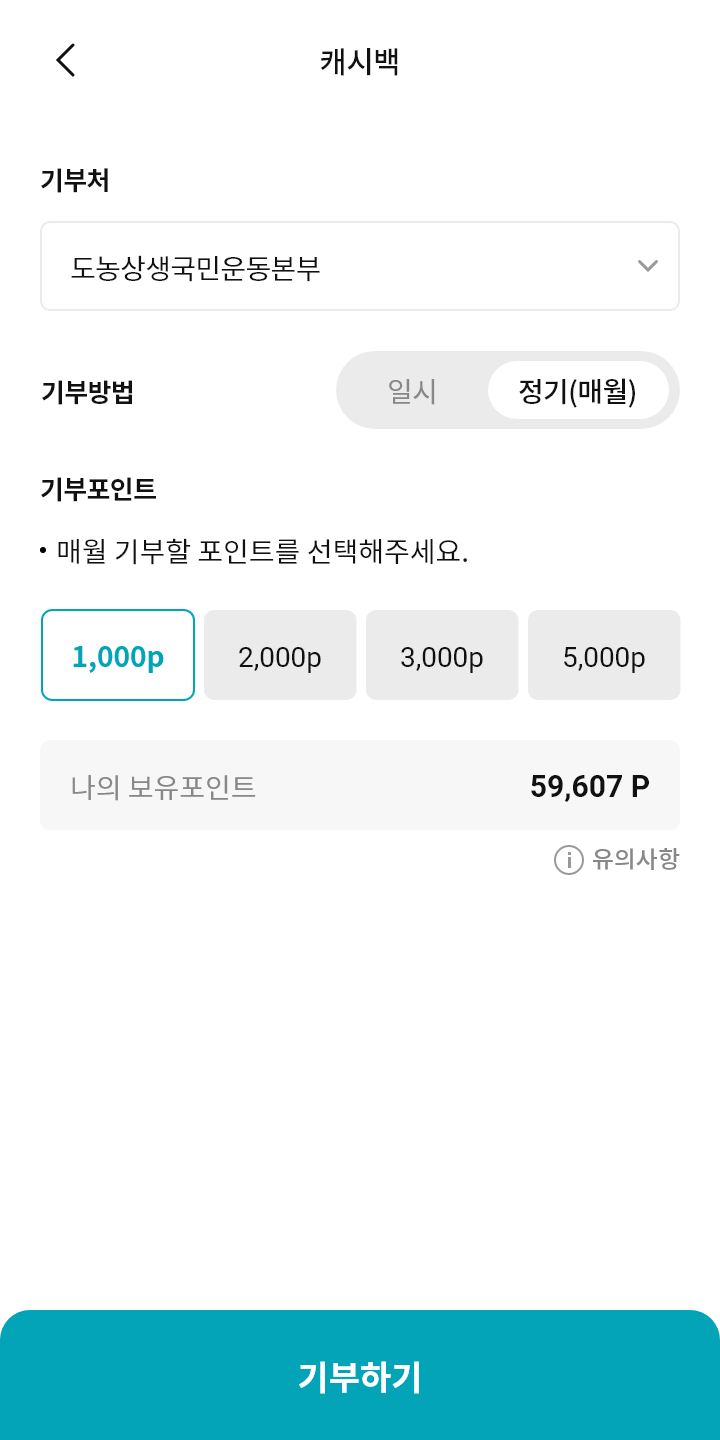 캐시백
기부처
도농상생국민운동본부
기부방법
일시 정기(매월)
기부포인트
• 매월 기부할 포인트를 선택해주세요.
1,000p 2,000p 3,000p 5,000p
나의 보유포인트 59,607 P
유의사항
기부하기